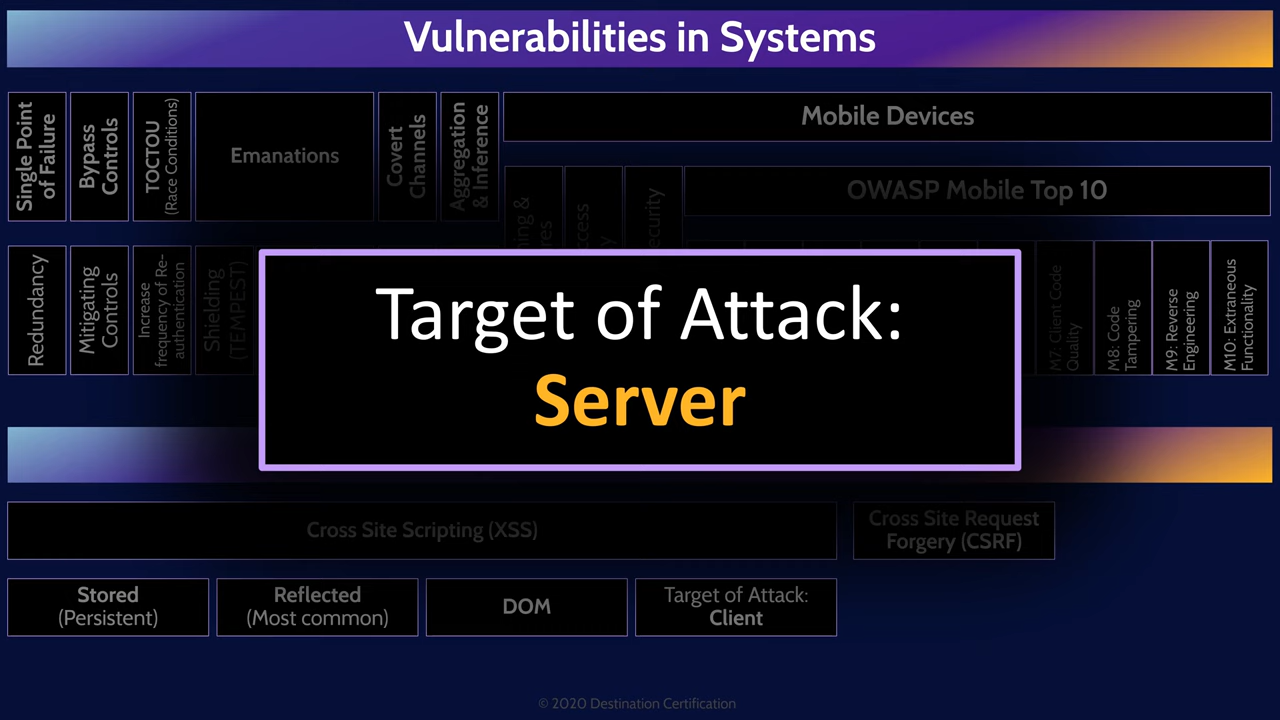 Vulnerabilities in Systems
Single Point
of Failure
Bypass
Controls
TOCTOU
(Race Conditions)
Emanations
Covert
Channels
Aggregation
& Inference
Mobile Devices
OWASP Mobile Top 10
Redundancy
Mitigating
Controls
Increase
frequency of Re-
authentication
Shielding
(TEMPEST)
M7: Client Code
Quality
M8: Code
Tampering
M9: Reverse
Engineering
M10: Extraneous
Functionality
Target of Attack:
Server
Cross Site Scripting (XSS)
Cross Site Request
Forgery (CSRF)
Stored
(Persistent)
Reflected
(Most common)
DOM
Target of Attack:
Client
© 2020 Destination Certification